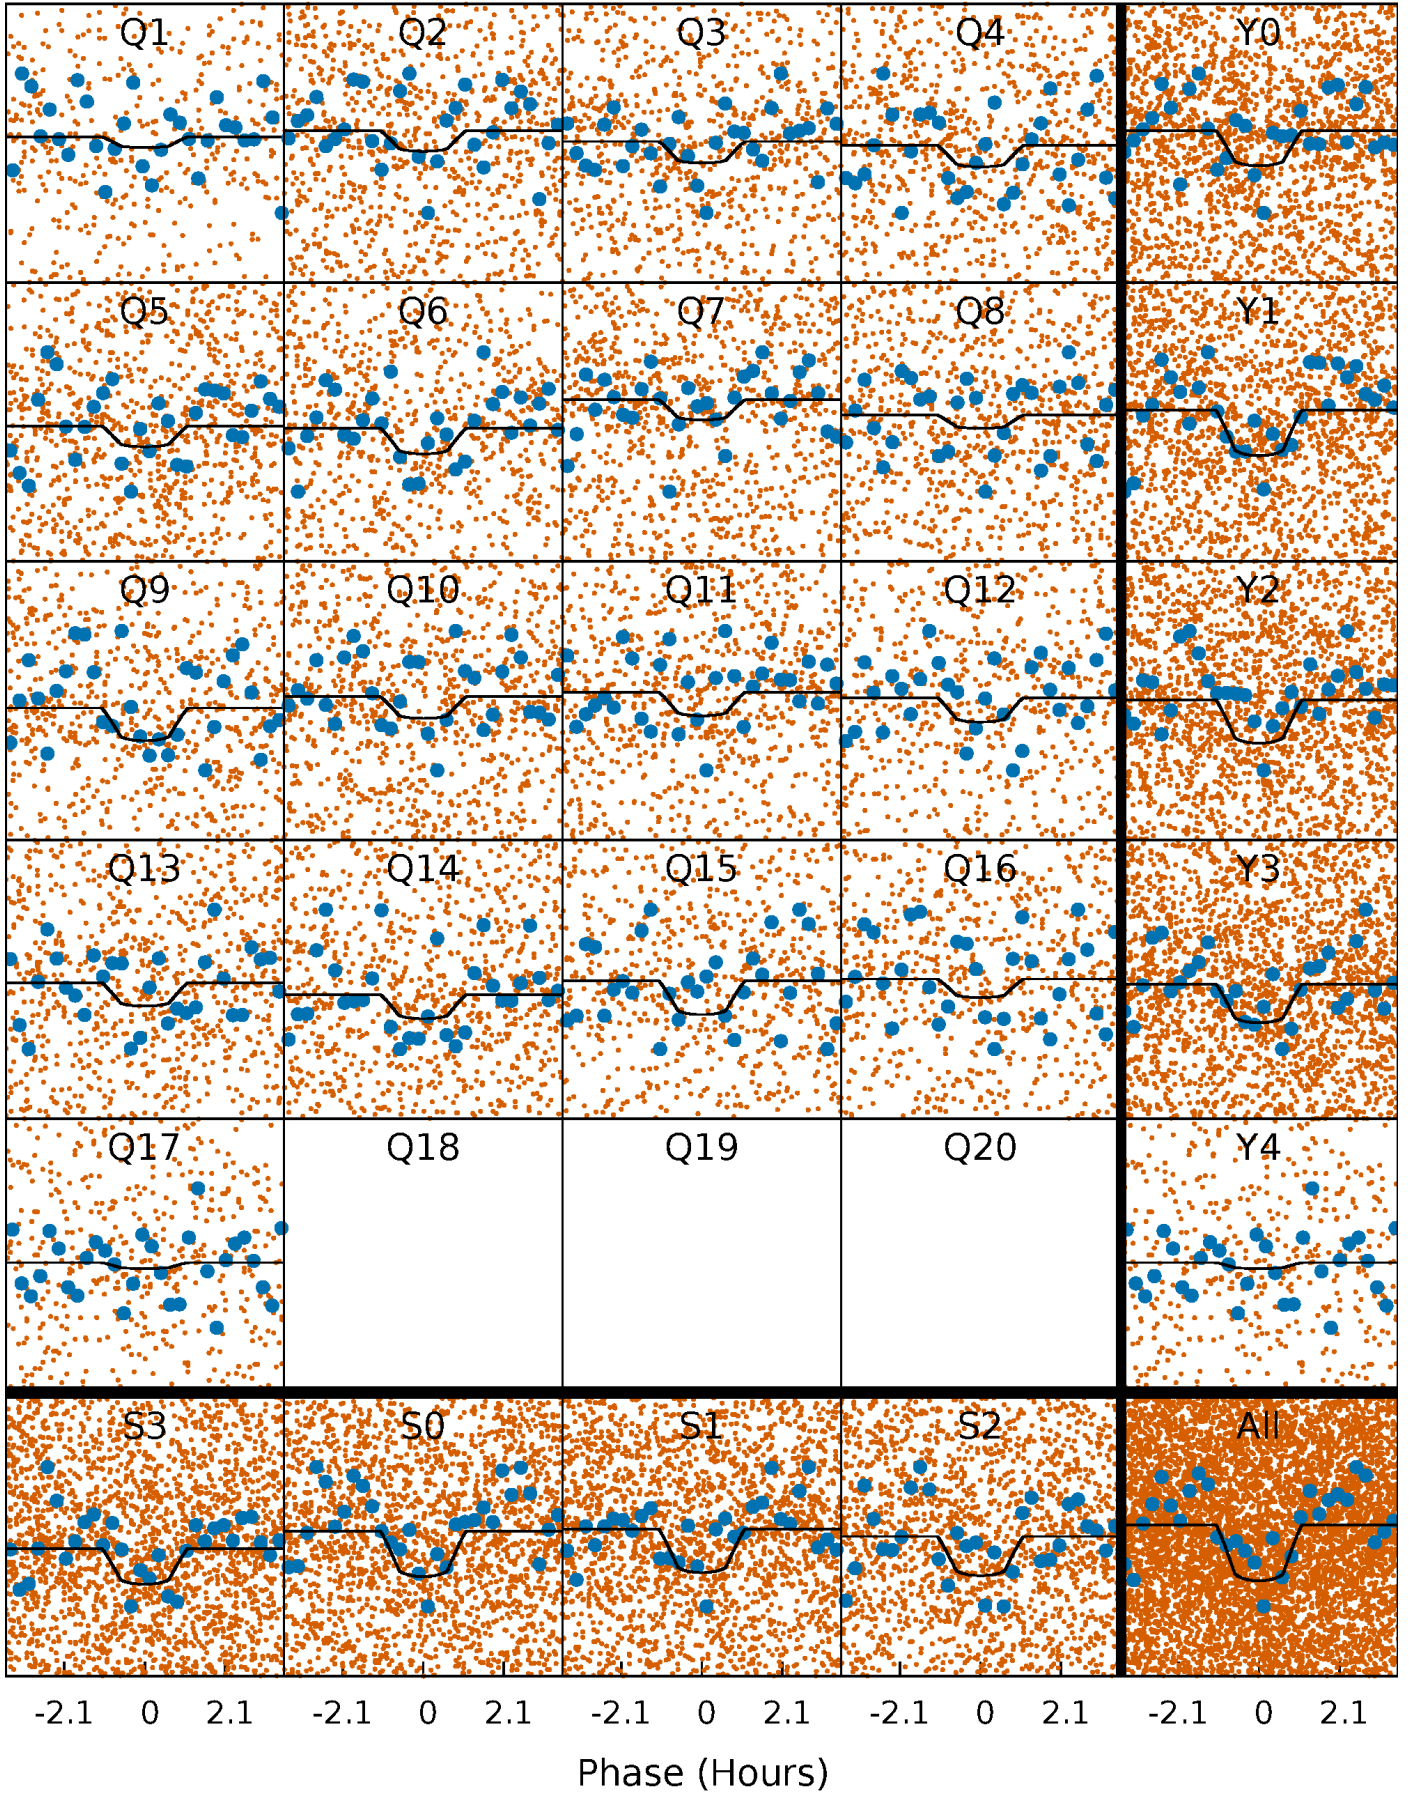 Q1 Q2 Q3 Q4 Y0
Q5 Q6 Q7 Q8 Y1
Q9 Q10 Q11 Q12 Y2
Q13 Q14 Q15 Q16 Y3
Q17 Q18 Q19 Q20 Y4
S3 S0 S1 S2 All
-2.1 0 2.1 -2.1 0 2.1 -2.1 0 2.1 -2.1 0 2.1 -2.1 0 2.1
Phase (Hours)